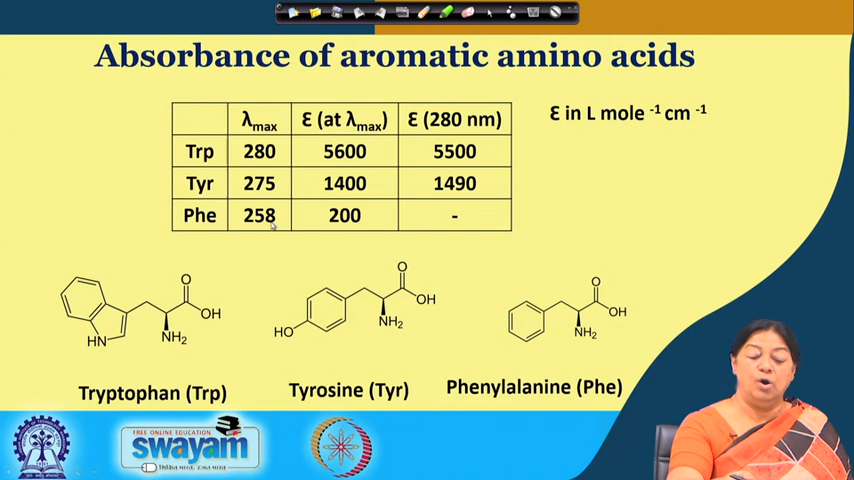 Absorbance of aromatic amino acids
λmax ε (at λmax) ε (280 nm)
Trp 280 5600 5500
Tyr 275 1400 1490
Phe 258 200 -
ε in L mole -1 cm -1
O
OH
NH2
HN
O
OH
NH2
HO
O
OH
NH2
Tryptophan (Trp)
Tyrosine (Tyr)
Phenylalanine (Phe)
FREE ONLINE EDUCATION
swayam